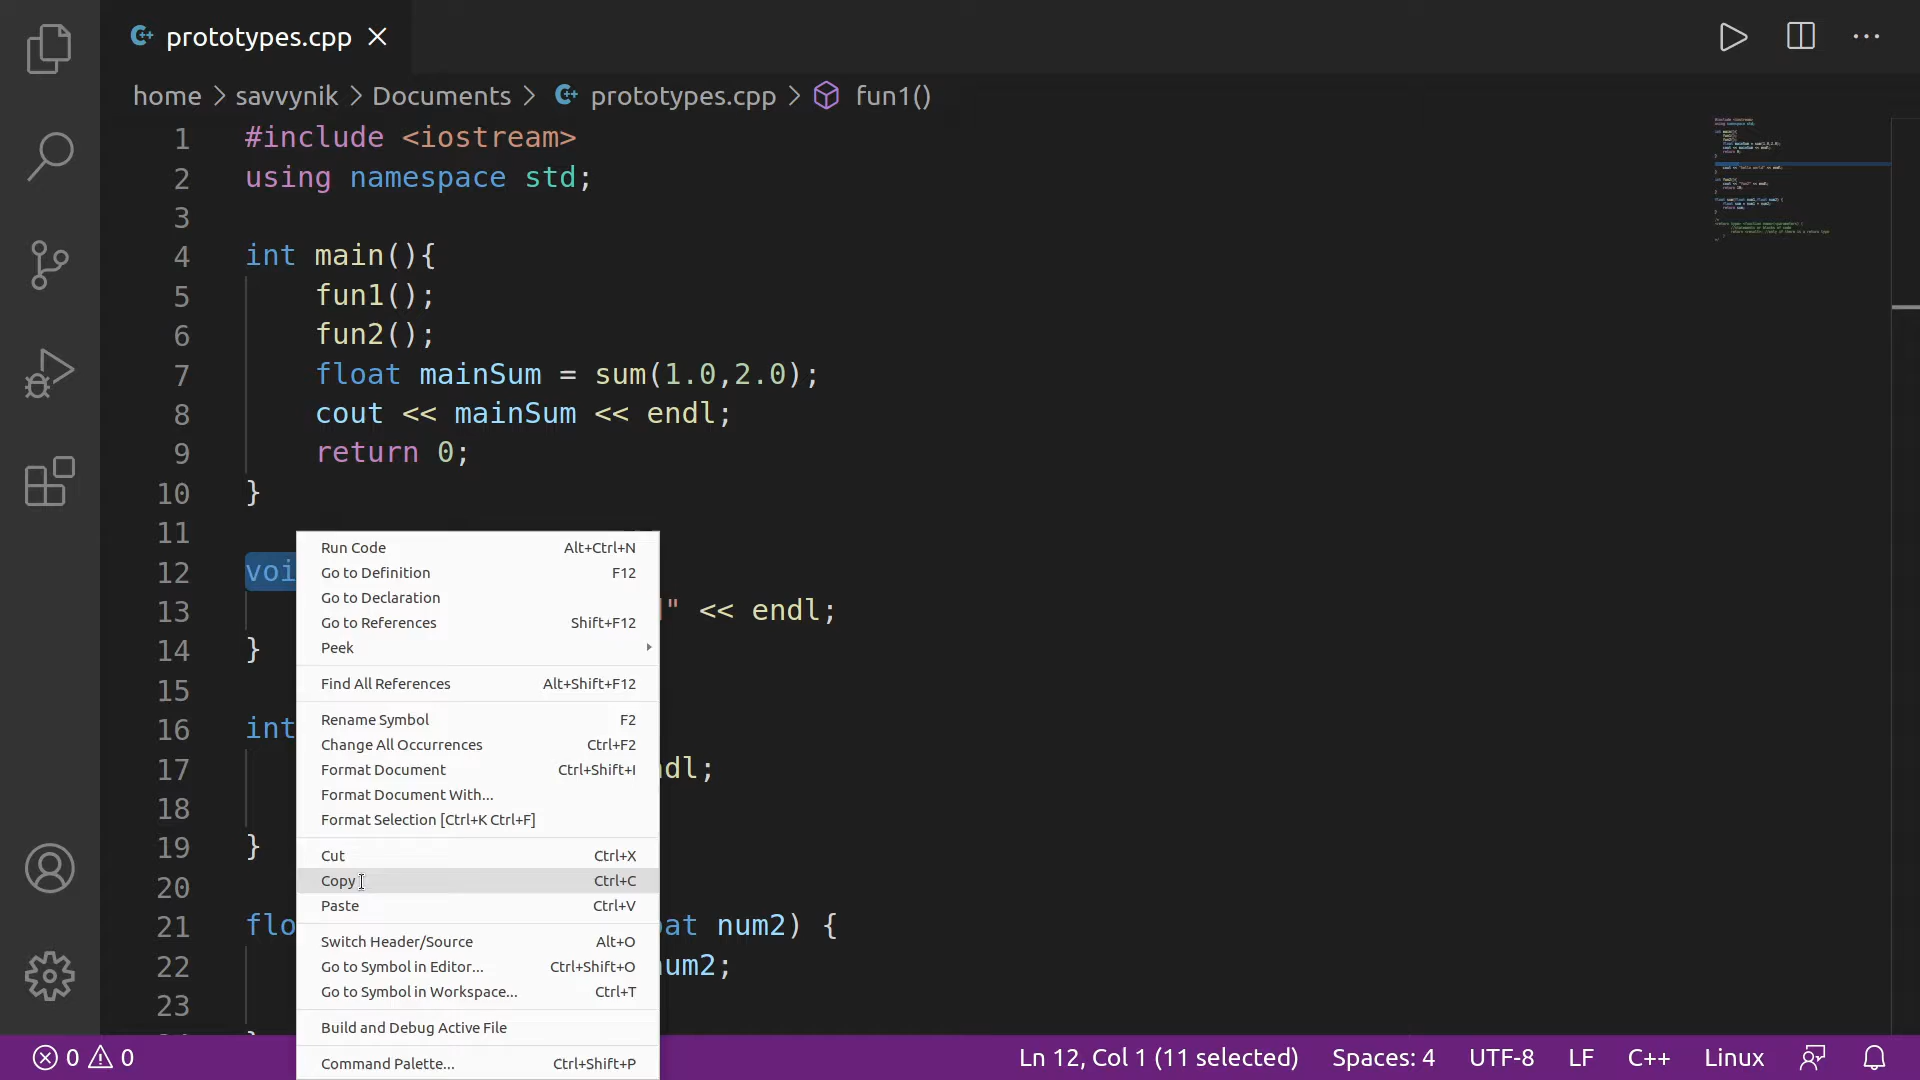 prototypes.cpp
home > savvynik > Documents > prototypes.cpp > fun1()
1 #include <iostream>
2 using namespace std;
3
4 int main(){
5 fun1();
6 fun2();
7 float mainSum = sum(1.0,2.0);
8 cout << mainSum << endl;
9 return 0;
10 }
11
12 voi
13 " << endl;
14 }
15
16 int
17 dl;
18
19 }
20
21 flo at num2) {
22 um2;
23
Run Code Alt+Ctrl+N
Go to Definition F12
Go to Declaration
Go to References Shift+F12
Peek
Find All References Alt+Shift+F12
Rename Symbol F2
Change All Occurrences Ctrl+F2
Format Document Ctrl+Shift+I
Format Document With...
Format Selection [Ctrl+K Ctrl+F]
Cut Ctrl+X
Copy Ctrl+C
Paste Ctrl+V
Switch Header/Source Alt+O
Go to Symbol in Editor... Ctrl+Shift+O
Go to Symbol in Workspace... Ctrl+T
Build and Debug Active File
Command Palette... Ctrl+Shift+P
0 0 Ln 12, Col 1 (11 selected) Spaces: 4 UTF-8 LF C++ Linux